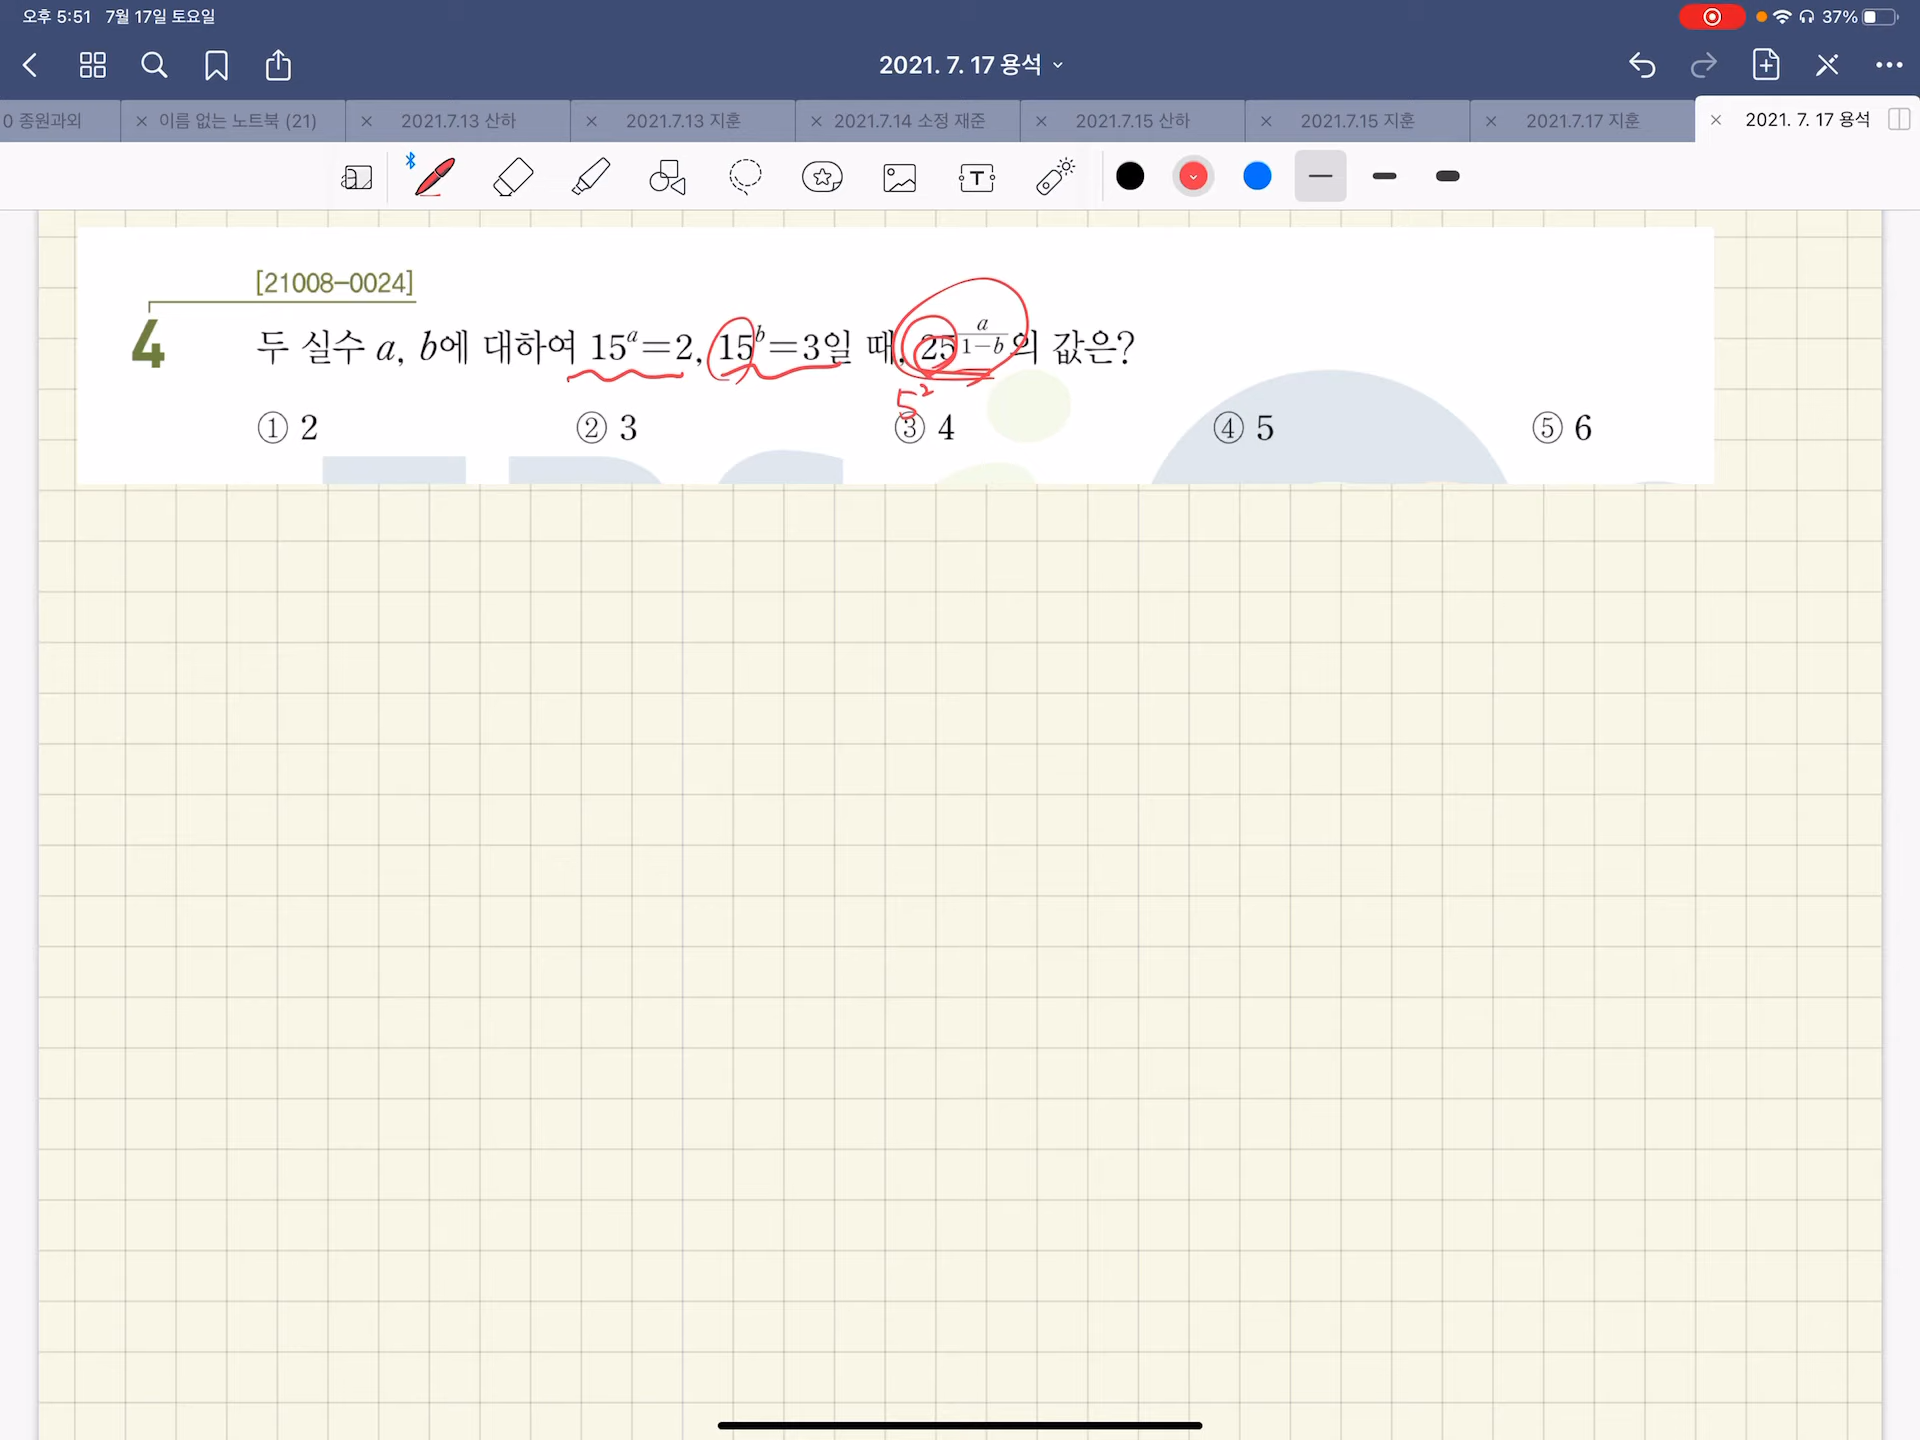 오후 5:51 7월 17일 토요일 37%
2021. 7. 17 용석
0 종원과외 이름 없는 노트북 (21) 2021.7.13 산하 2021.7.13 지훈 2021.7.14 소정 재준 2021.7.15 산하 2021.7.15 지훈 2021.7.17 지훈 2021. 7. 17 용석
[21008-0024]
4 두 실수 a, b에 대하여 15^a=2, 15^b=3일 때, 25^{\frac{a}{1-b}}의 값은?
5²
① 2 ② 3 ③ 4 ④ 5 ⑤ 6